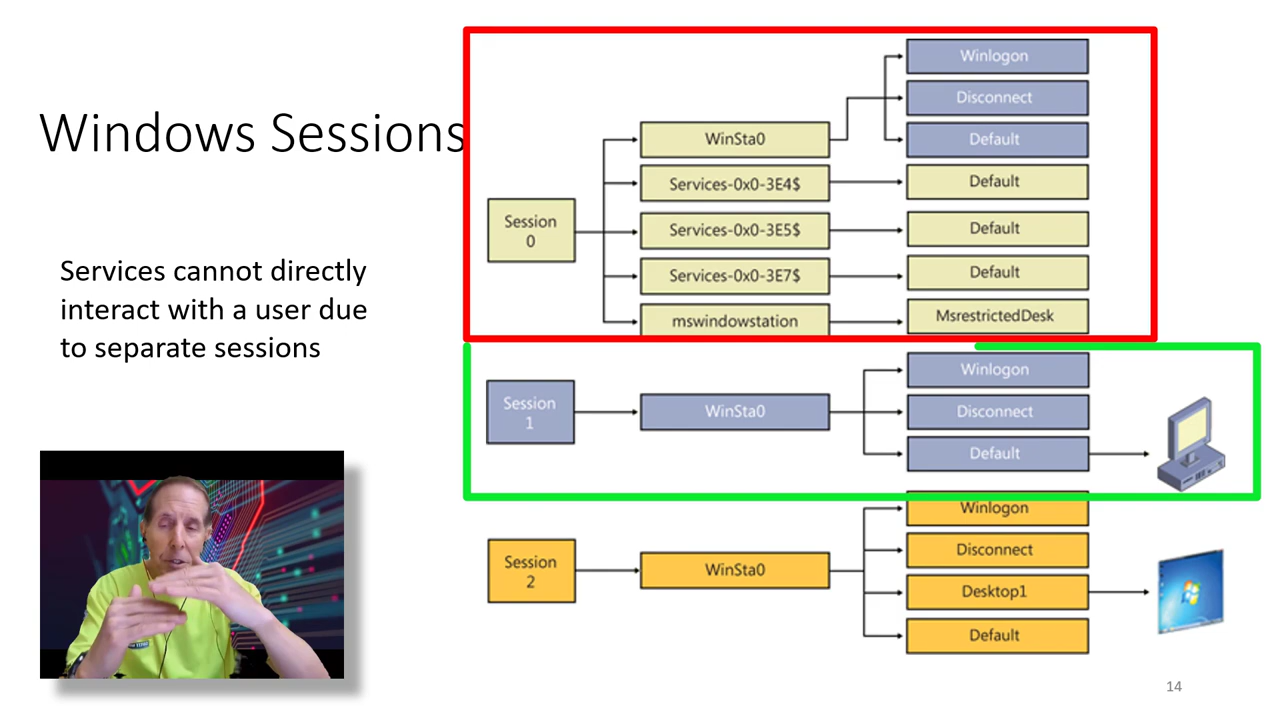 Windows Sessions
Services cannot directly
interact with a user due
to separate sessions
Session
0
WinSta0
Services-0x0-3E4$
Services-0x0-3E5$
Services-0x0-3E7$
mswindowstation
Winlogon
Disconnect
Default
Default
Default
Default
MsrestrictedDesk
Session
1
WinSta0
Winlogon
Disconnect
Default
Session
2
WinSta0
Winlogon
Disconnect
Desktop1
Default
14